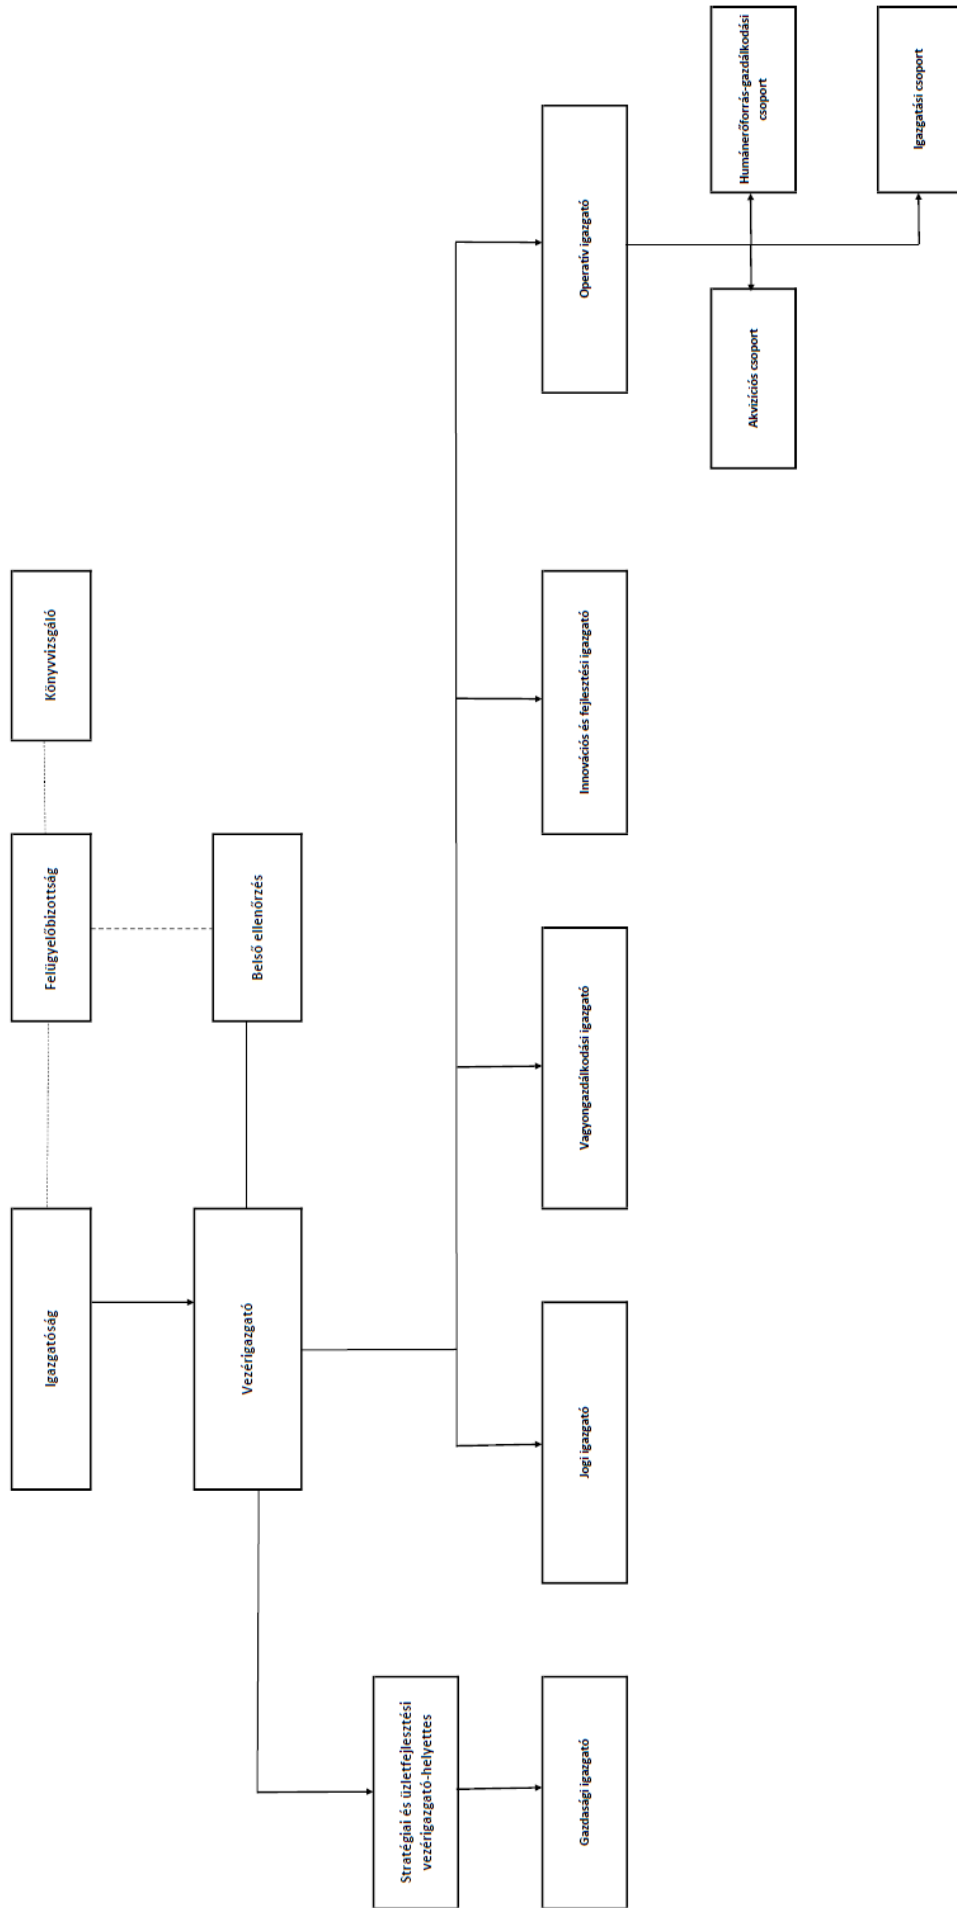 Igazgatóság
Felügyelőbizottság
Könyvvizsgáló
Vezérigazgató
Belső ellenőrzés
Stratégiai és üzletfejlesztési
vezérigazgató-helyettes
Gazdasági igazgató
Jogi igazgató
Vagyongazdálkodási igazgató
Innovációs és fejlesztési igazgató
Operatív igazgató
Akvizíciós csoport
Humánerőforrás-gazdálkodási
csoport
Igazgatási csoport